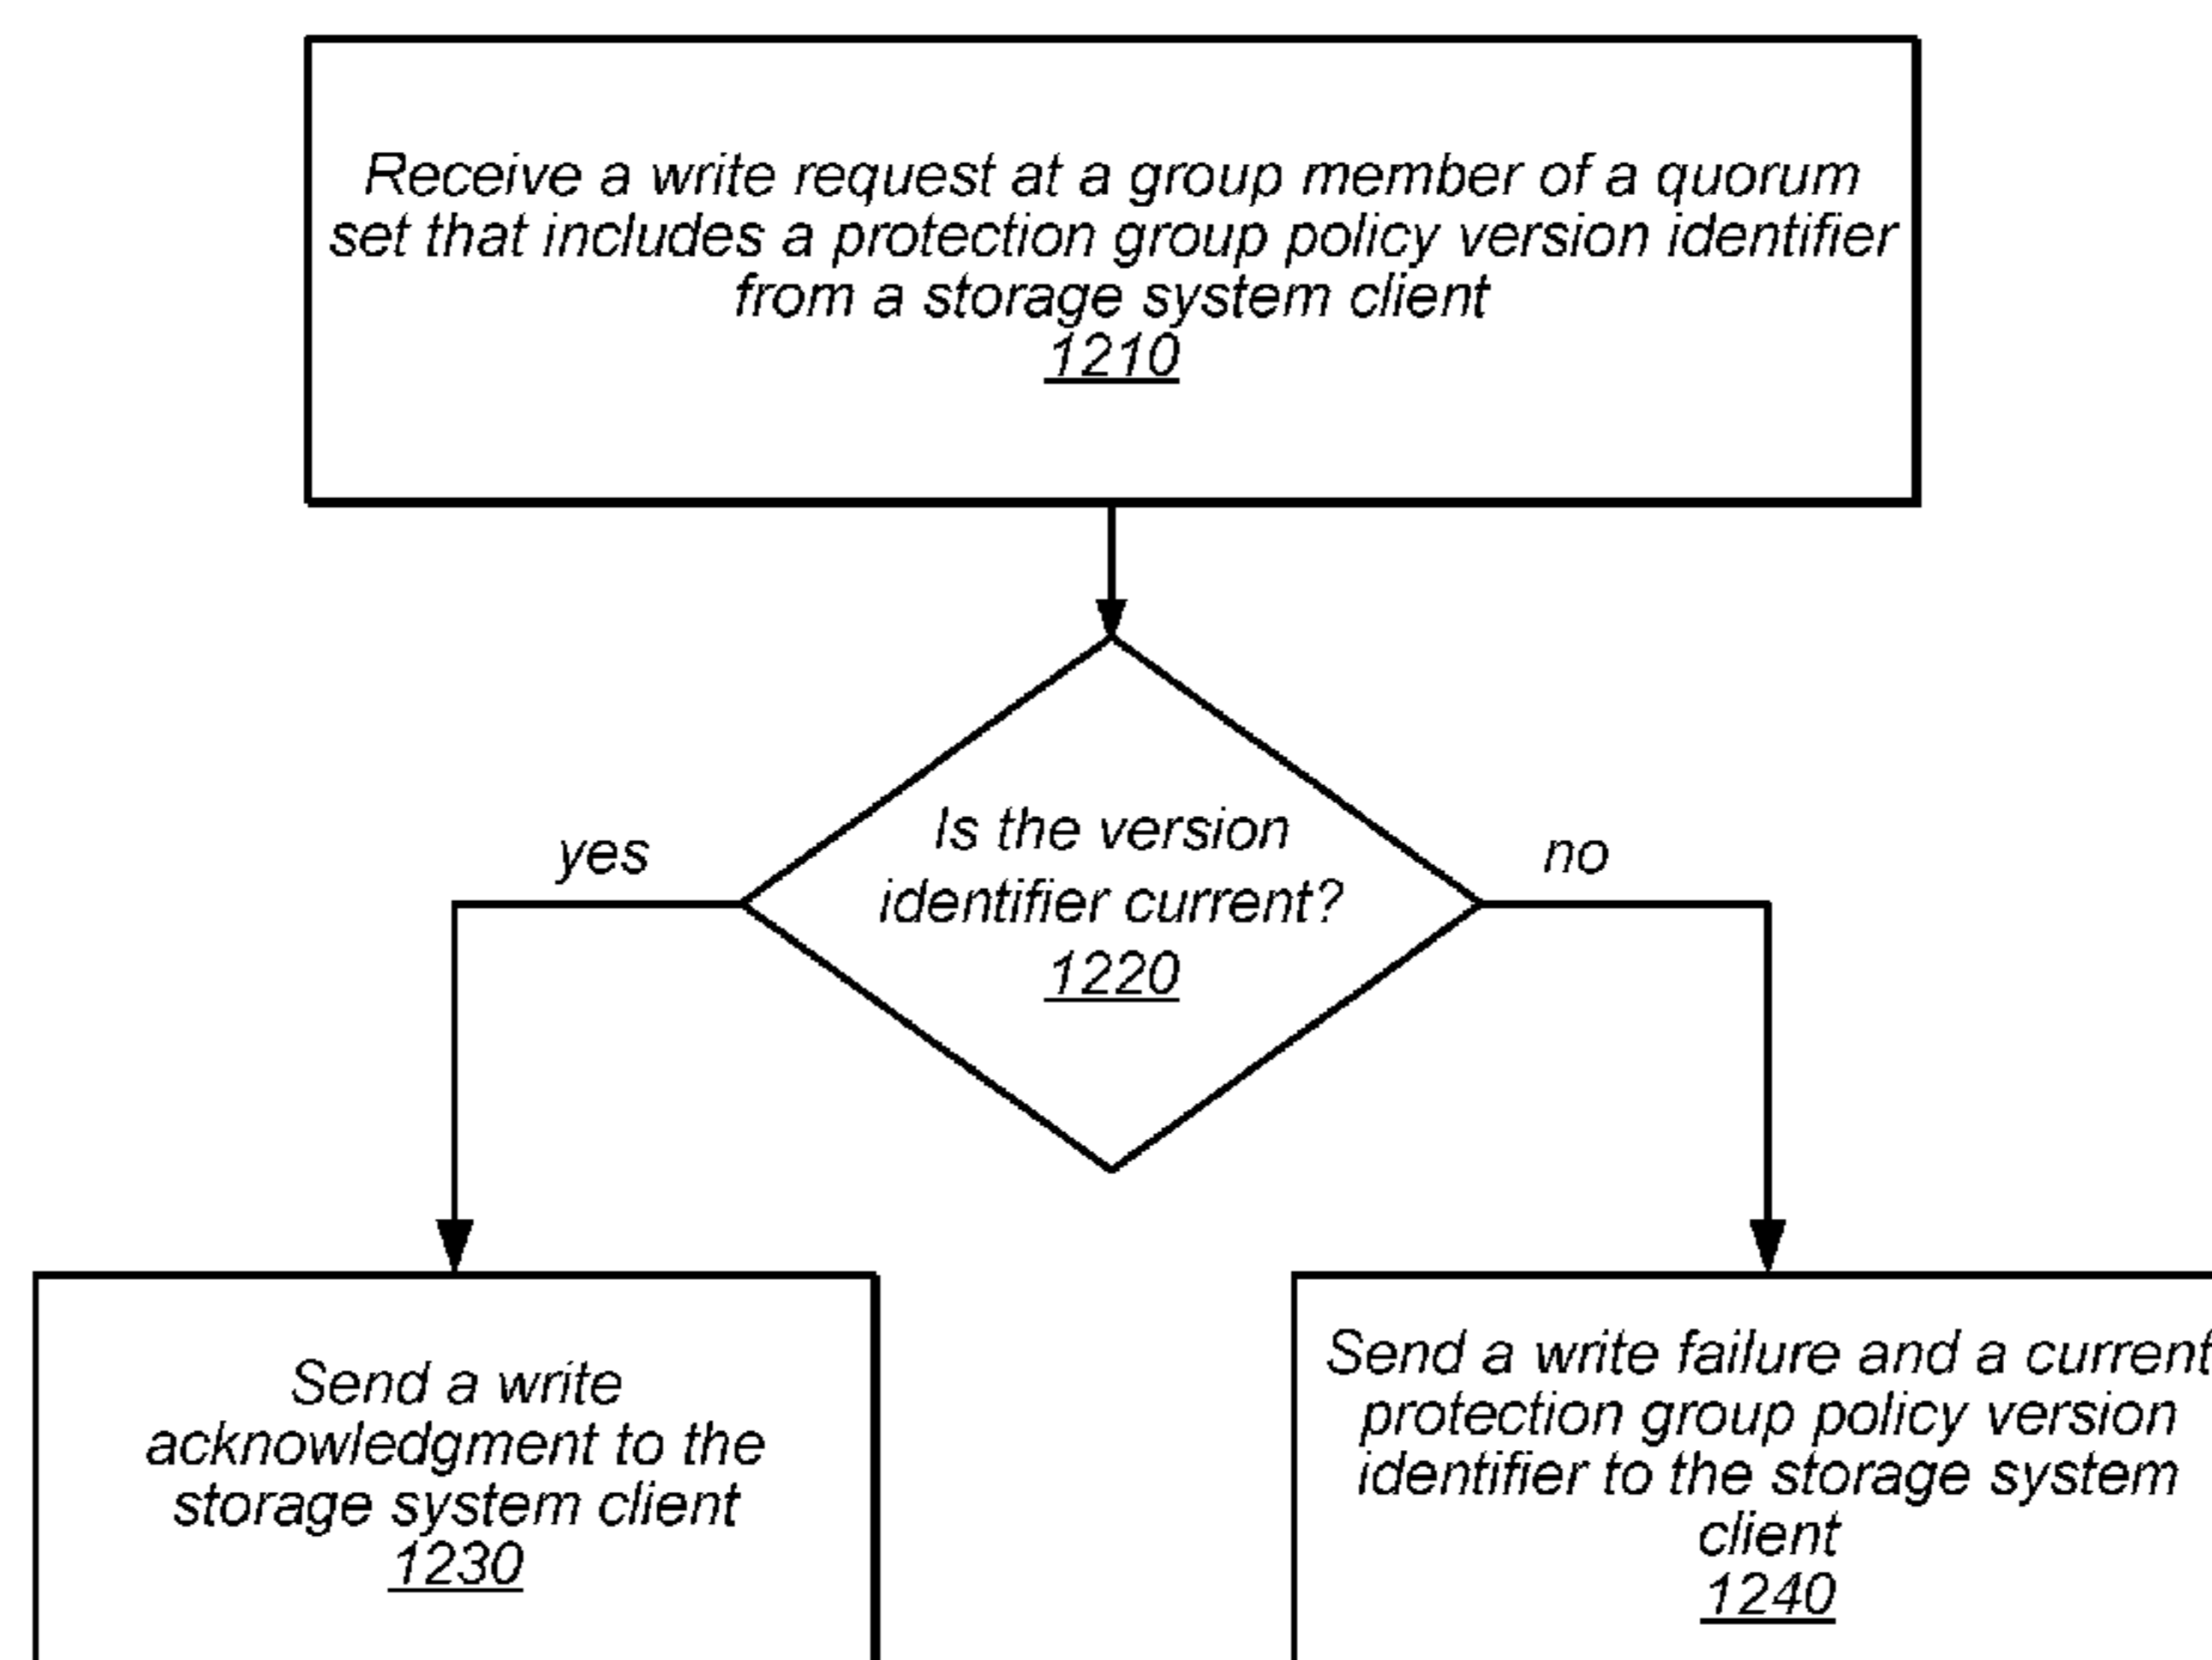 Receive a write request at a group member of a quorum
set that includes a protection group policy version identifier
from a storage system client
1210
Is the version
identifier current?
1220
yes
no
Send a write
acknowledgment to the
storage system client
1230
Send a write failure and a current
protection group policy version
identifier to the storage system
client
1240